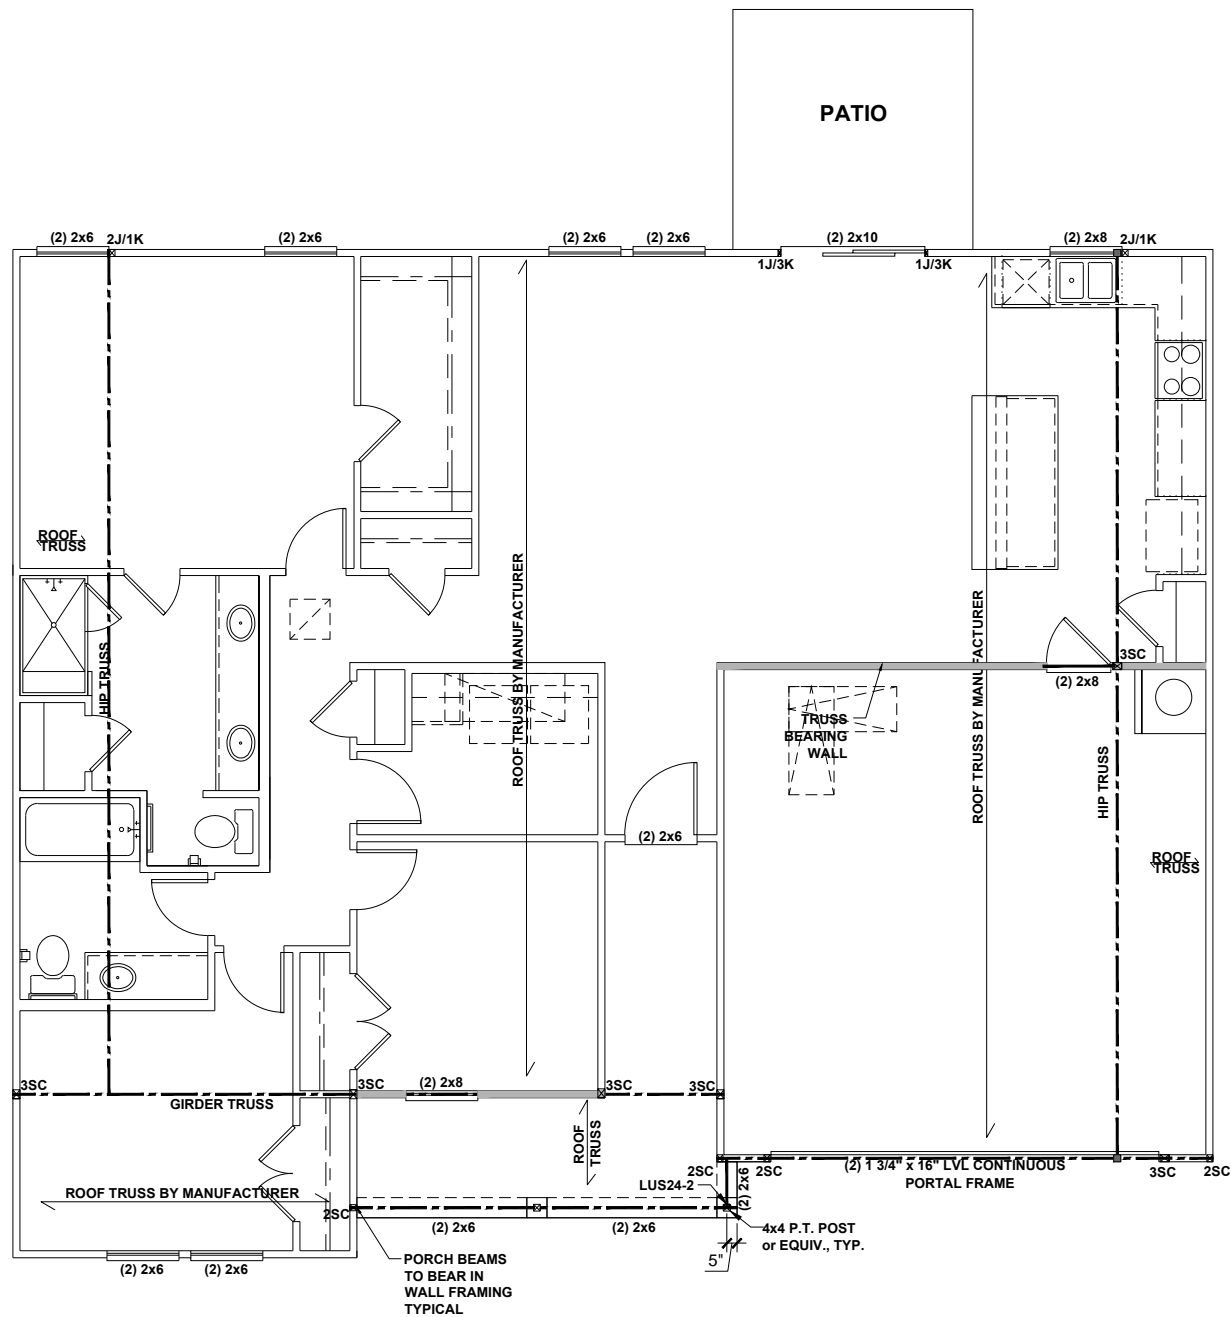 PATIO
(2) 2x6
2J/1K
(2) 2x6
(2) 2x6
(2) 2x6
(2) 2x10
(2) 2x8
2J/1K
1J/3K
1J/3K
ROOF
TRUSS
HIP TRUSS
ROOF TRUSS BY MANUFACTURER
ROOF TRUSS BY MANUFACTURER
3SC
(2) 2x8
TRUSS
BEARING
WALL
HIP TRUSS
(2) 2x6
ROOF
TRUSS
3SC
GIRDER TRUSS
3SC
(2) 2x8
3SC
3SC
ROOF
TRUSS
2SC
2SC
(2) 1 3/4" x 16" LVL CONTINUOUS
PORTAL FRAME
3SC
2SC
LUS24-2
(2) 2x6
ROOF TRUSS BY MANUFACTURER
2SC
(2) 2x6
(2) 2x6
4x4 P.T. POST
or EQUIV., TYP.
5"
(2) 2x6
(2) 2x6
PORCH BEAMS
TO BEAR IN
WALL FRAMING
TYPICAL